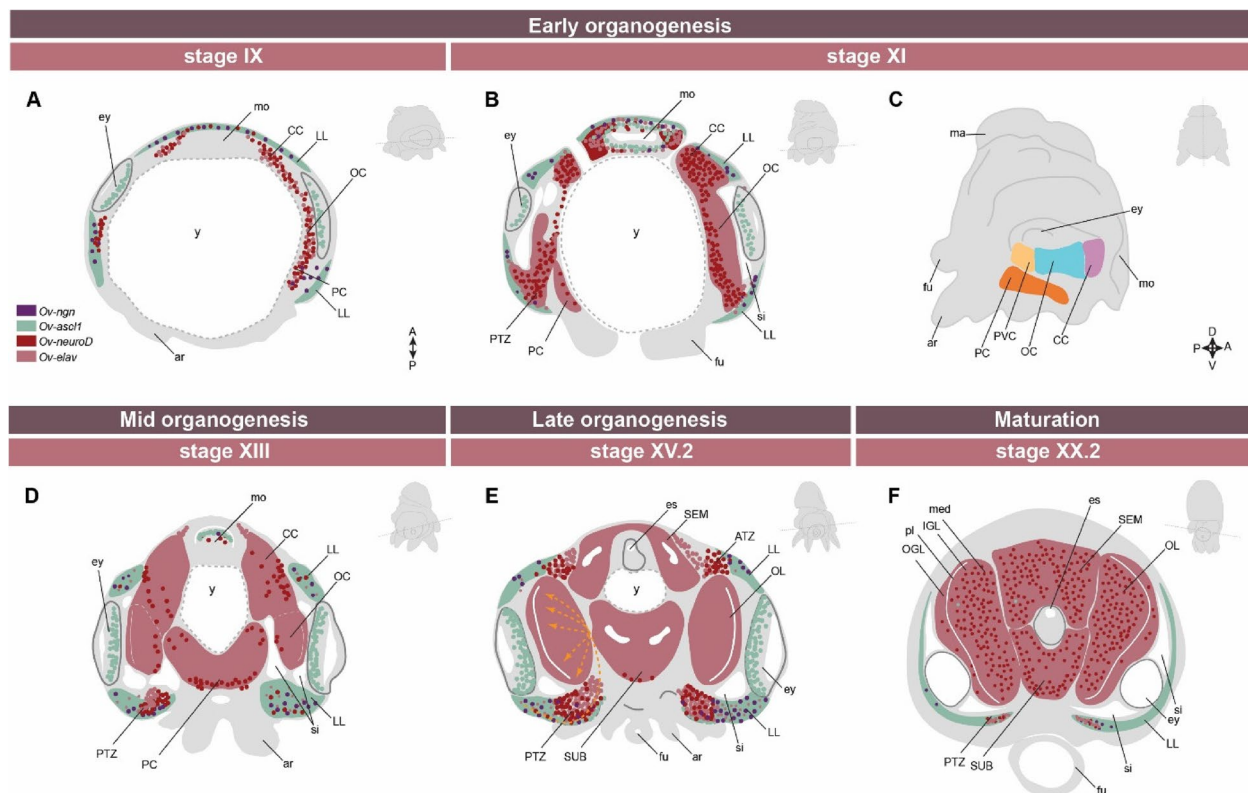 Early organogenesis
stage IX
stage XI
A
ey
mo
CC
LL
OC
y
PC
LL
ar
Ov-ngn
Ov-ascl1
Ov-neuroD
Ov-elav
A
P
B
mo
ey
CC
LL
OC
y
si
PTZ
PC
LL
fu
C
ma
ey
fu
mo
ar
PC
PVC
OC
CC
D
P A
V
Mid organogenesis
Late organogenesis
Maturation
stage XIII
stage XV.2
stage XX.2
D
mo
CC
LL
ey
OC
y
LL
si
PTZ
PC
ar
E
es
SEM
ATZ
LL
OL
y
ey
LL
si
PTZ
SUB
fu
ar
F
es
med
IGL
pl
OGL
SEM
OL
si
ey
LL
PTZ
SUB
si
fu